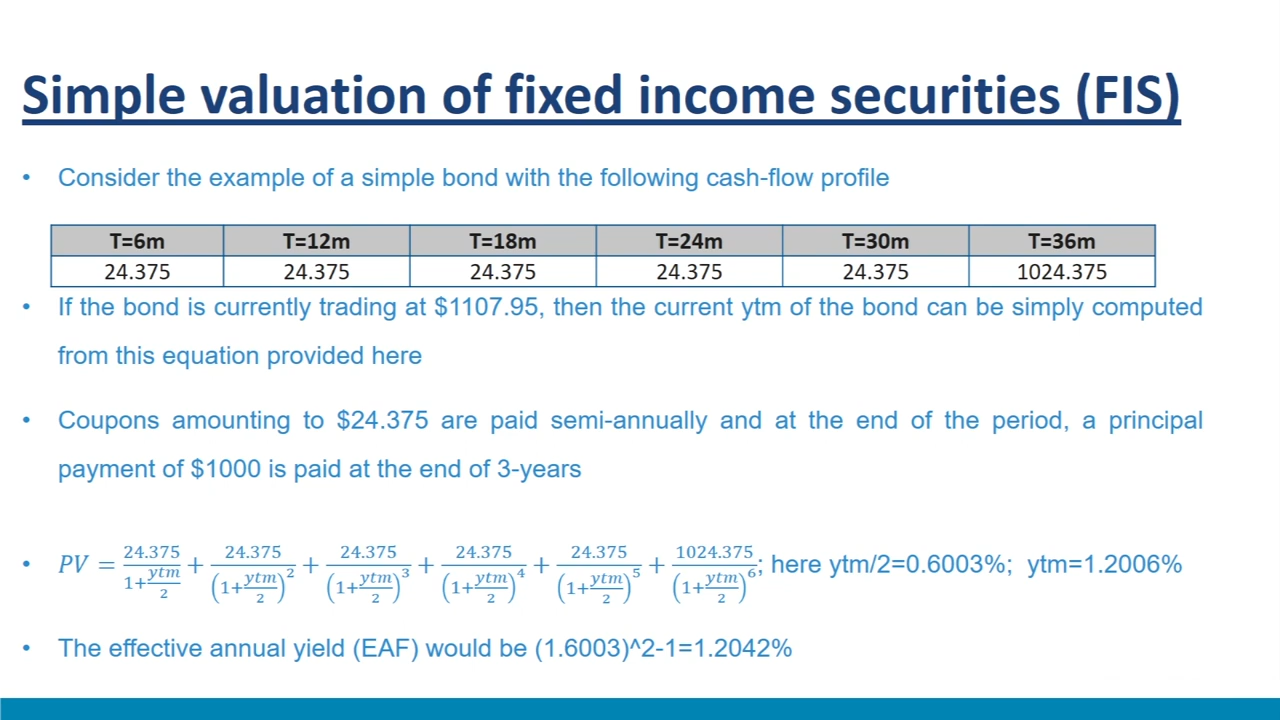 Simple valuation of fixed income securities (FIS)
• Consider the example of a simple bond with the following cash-flow profile
T=6m T=12m T=18m T=24m T=30m T=36m
24.375 24.375 24.375 24.375 24.375 1024.375
• If the bond is currently trading at $1107.95, then the current ytm of the bond can be simply computed
from this equation provided here
• Coupons amounting to $24.375 are paid semi-annually and at the end of the period, a principal
payment of $1000 is paid at the end of 3-years
• PV = 24.375/(1+ytm/2) + 24.375/(1+ytm/2)^2 + 24.375/(1+ytm/2)^3 + 24.375/(1+ytm/2)^4 + 24.375/(1+ytm/2)^5 + 1024.375/(1+ytm/2)^6; here ytm/2=0.6003%; ytm=1.2006%
• The effective annual yield (EAF) would be (1.6003)^2-1=1.2042%